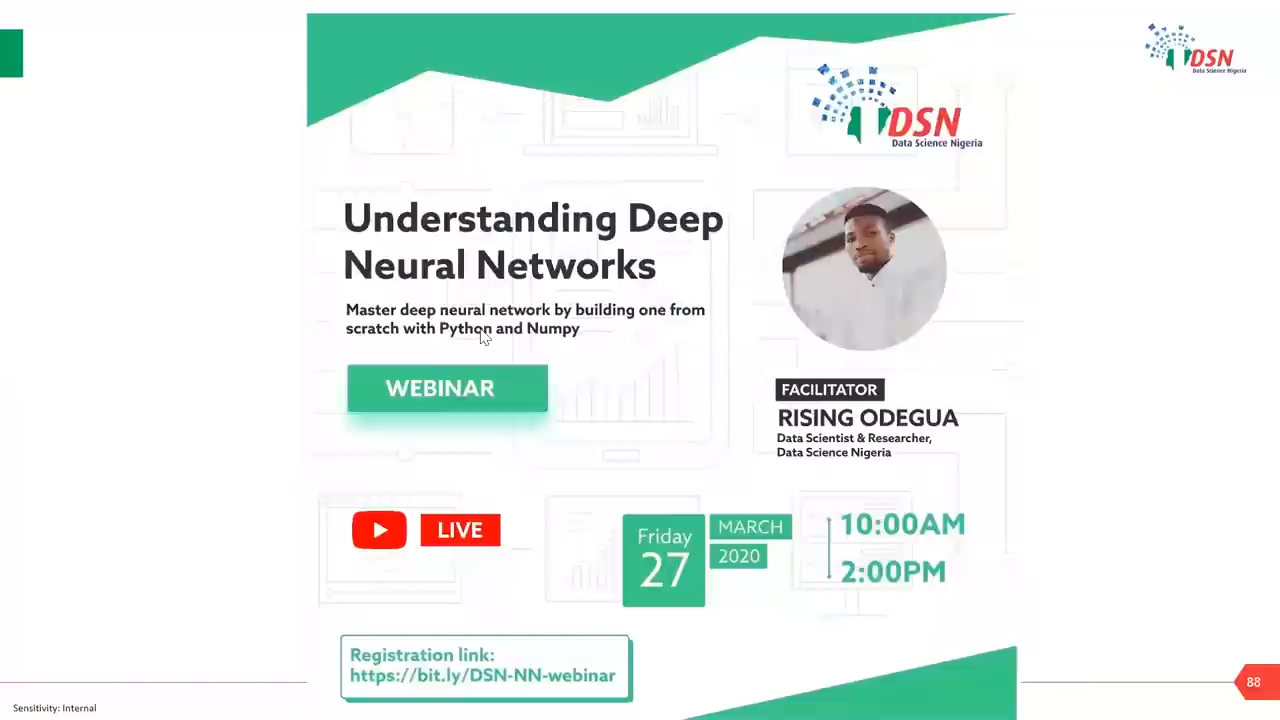 DSN
Data Science Nigeria
DSN
Data Science Nigeria
Understanding Deep
Neural Networks
Master deep neural network by building one from
scratch with Python and Numpy
WEBINAR
FACILITATOR
RISING ODEGUA
Data Scientist & Researcher,
Data Science Nigeria
LIVE
Friday
27
MARCH
2020
10:00AM
2:00PM
Registration link:
https://bit.ly/DSN-NN-webinar
88
Sensitivity: Internal